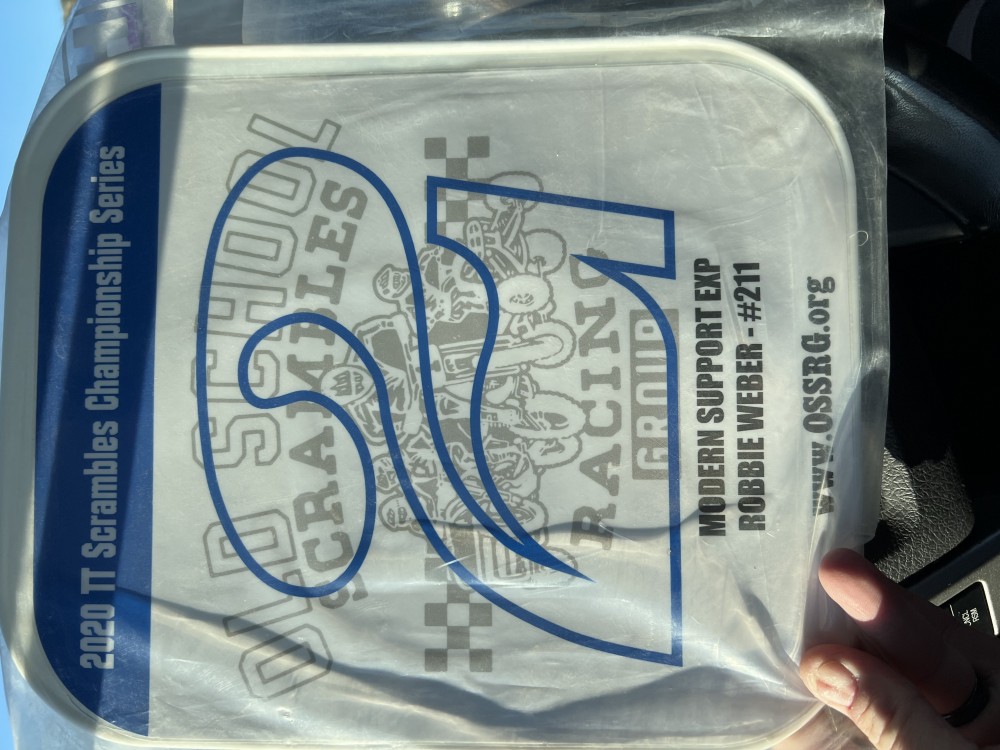 2020 TT Scrambles Championship Series
OLD SCHOOL
SCRAMBLES
2
RACING
GROUP
MODERN SUPPORT EXP
ROBBIE WEBER - #211
www.OSSRG.org